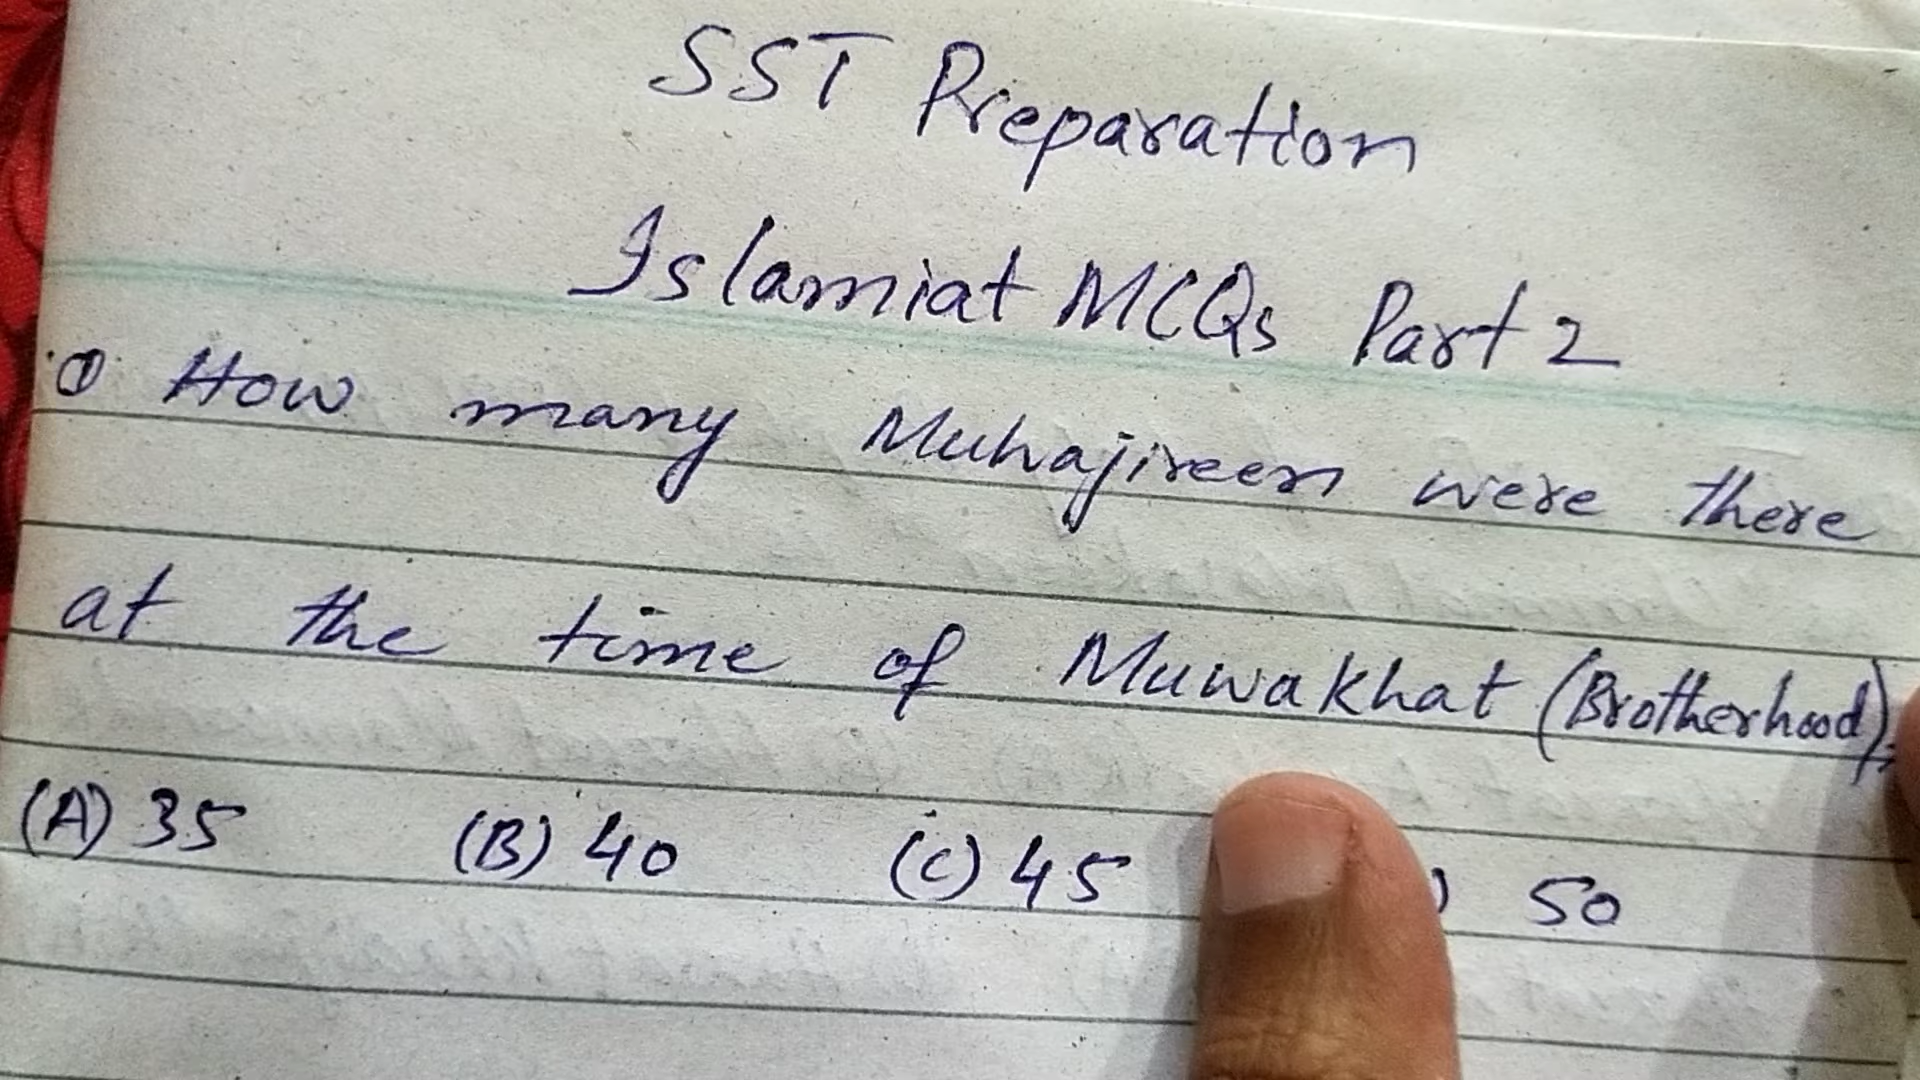 SST Preparation
Islamiat MCQs Part 2
① How many Muhajireen were there
at the time of Muwakhat (Brotherhood);
(A) 35 (B) 40 (C) 45 ) 50